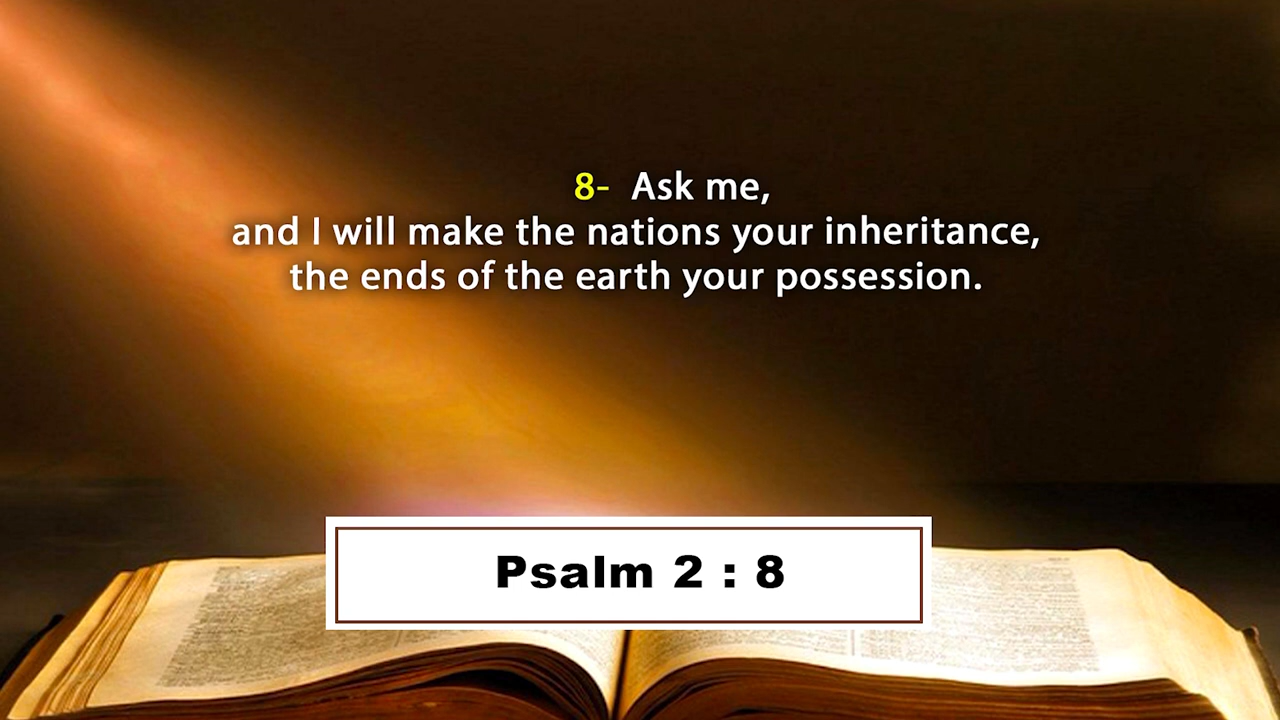 8- Ask me,
and I will make the nations your inheritance,
the ends of the earth your possession.
Psalm 2 : 8